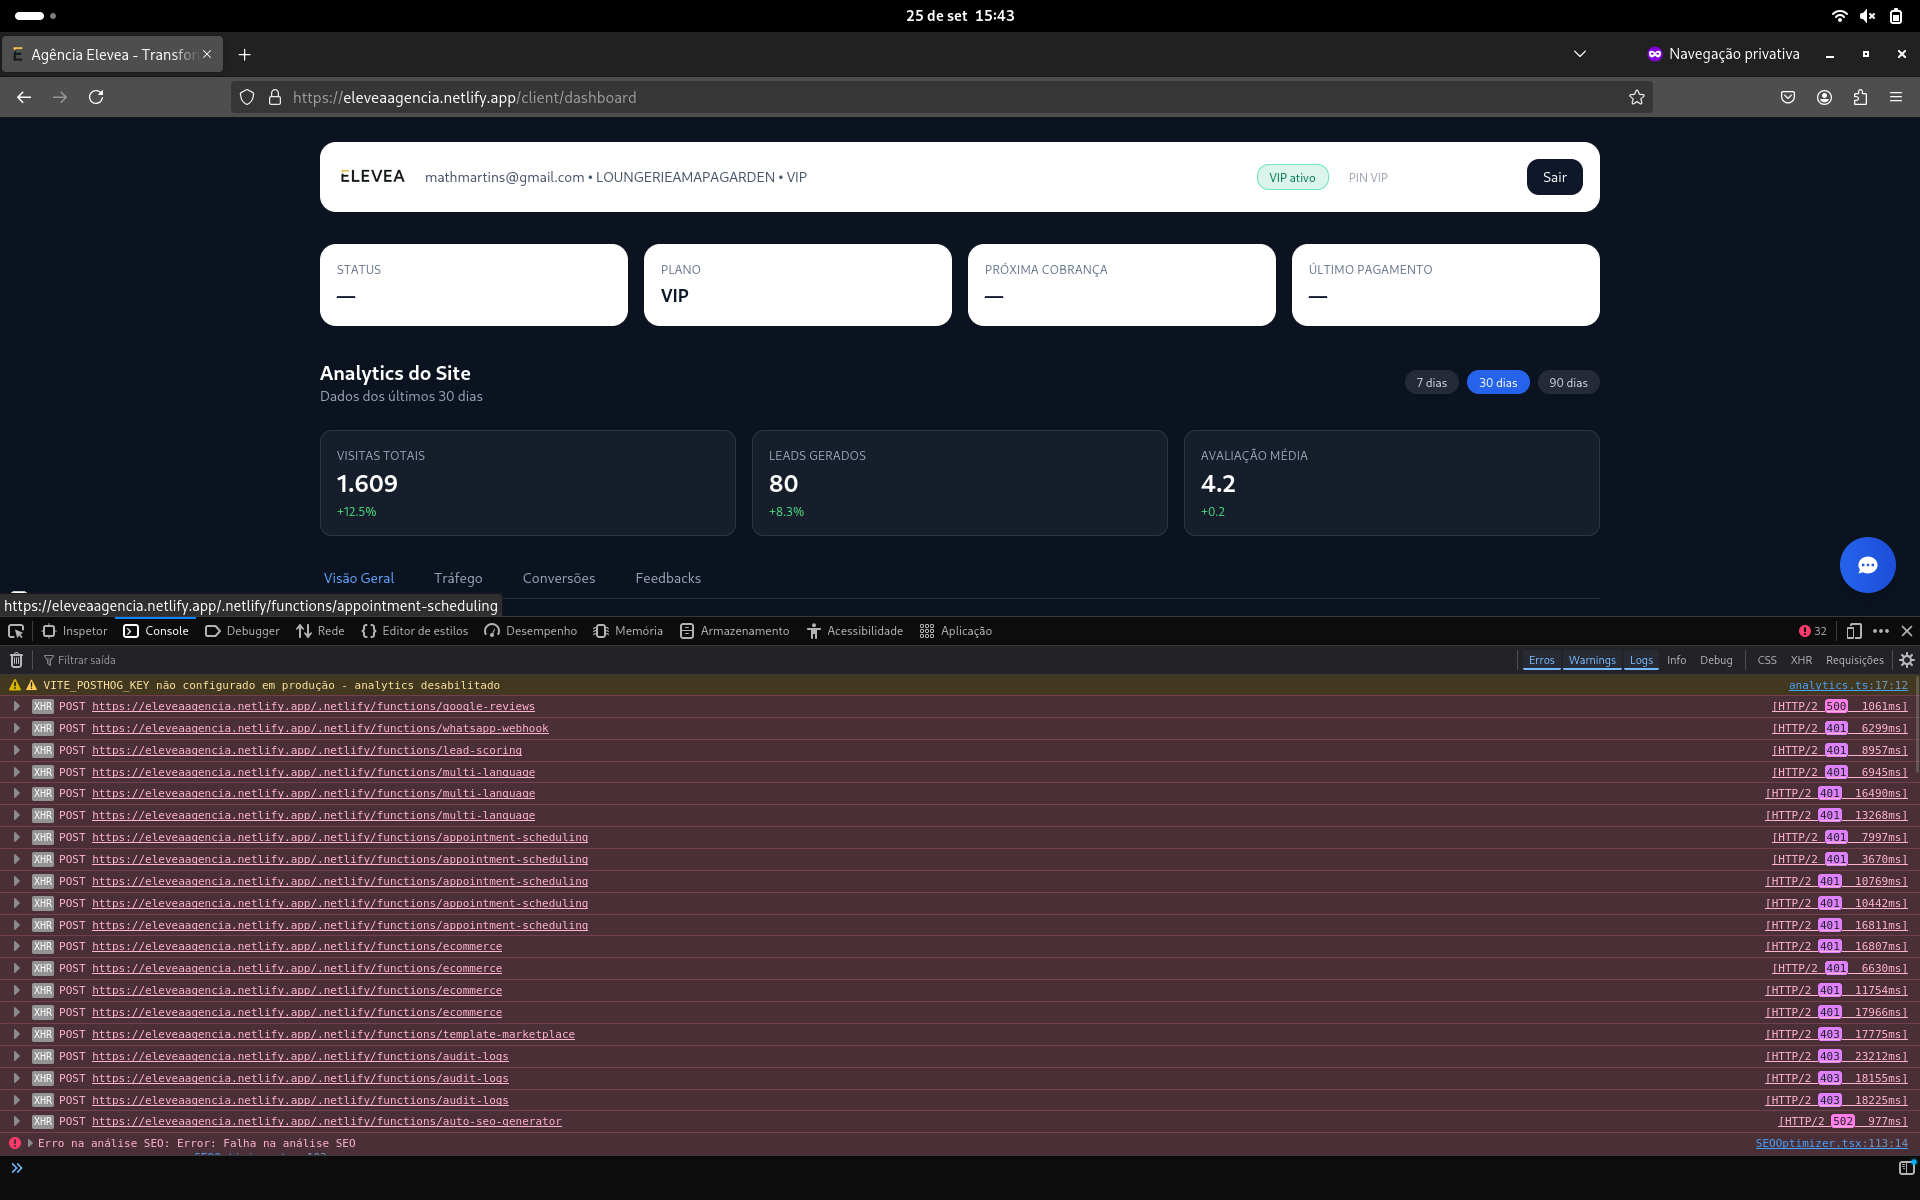 25 de set 15:43
Agência Elevea - Transfor
Navegação privativa
https://eleveaagencia.netlify.app/client/dashboard
ELEVEA
mathmartins@gmail.com • LOUNGERIEAMAPAGARDEN • VIP
VIP ativo
PIN VIP
Sair
STATUS
—
PLANO
VIP
PRÓXIMA COBRANÇA
—
ÚLTIMO PAGAMENTO
—
Analytics do Site
Dados dos últimos 30 dias
7 dias
30 dias
90 dias
VISITAS TOTAIS
1.609
+12.5%
LEADS GERADOS
80
+8.3%
AVALIAÇÃO MÉDIA
4.2
+0.2
Visão Geral
Tráfego
Conversões
Feedbacks
https://eleveaagencia.netlify.app/.netlify/functions/appointment-scheduling
Inspetor
Console
Debugger
Rede
Editor de estilos
Desempenho
Memória
Armazenamento
Acessibilidade
Aplicação
32
Filtrar saída
Erros
Warnings
Logs
Info
Debug
CSS
XHR
Requisições
VITE_POSTHOG_KEY não configurado em produção - analytics desabilitado analytics.ts:17:12
XHR POST https://eleveaagencia.netlify.app/.netlify/functions/google-reviews [HTTP/2 500 1061ms]
XHR POST https://eleveaagencia.netlify.app/.netlify/functions/whatsapp-webhook [HTTP/2 401 6299ms]
XHR POST https://eleveaagencia.netlify.app/.netlify/functions/lead-scoring [HTTP/2 401 8957ms]
XHR POST https://eleveaagencia.netlify.app/.netlify/functions/multi-language [HTTP/2 401 6945ms]
XHR POST https://eleveaagencia.netlify.app/.netlify/functions/multi-language [HTTP/2 401 16490ms]
XHR POST https://eleveaagencia.netlify.app/.netlify/functions/multi-language [HTTP/2 401 13268ms]
XHR POST https://eleveaagencia.netlify.app/.netlify/functions/appointment-scheduling [HTTP/2 401 7997ms]
XHR POST https://eleveaagencia.netlify.app/.netlify/functions/appointment-scheduling [HTTP/2 401 3670ms]
XHR POST https://eleveaagencia.netlify.app/.netlify/functions/appointment-scheduling [HTTP/2 401 10769ms]
XHR POST https://eleveaagencia.netlify.app/.netlify/functions/appointment-scheduling [HTTP/2 401 10442ms]
XHR POST https://eleveaagencia.netlify.app/.netlify/functions/appointment-scheduling [HTTP/2 401 16811ms]
XHR POST https://eleveaagencia.netlify.app/.netlify/functions/ecommerce [HTTP/2 401 16807ms]
XHR POST https://eleveaagencia.netlify.app/.netlify/functions/ecommerce [HTTP/2 401 6630ms]
XHR POST https://eleveaagencia.netlify.app/.netlify/functions/ecommerce [HTTP/2 401 11754ms]
XHR POST https://eleveaagencia.netlify.app/.netlify/functions/ecommerce [HTTP/2 401 17966ms]
XHR POST https://eleveaagencia.netlify.app/.netlify/functions/template-marketplace [HTTP/2 403 17775ms]
XHR POST https://eleveaagencia.netlify.app/.netlify/functions/audit-logs [HTTP/2 403 23212ms]
XHR POST https://eleveaagencia.netlify.app/.netlify/functions/audit-logs [HTTP/2 403 18155ms]
XHR POST https://eleveaagencia.netlify.app/.netlify/functions/audit-logs [HTTP/2 403 18225ms]
XHR POST https://eleveaagencia.netlify.app/.netlify/functions/auto-seo-generator [HTTP/2 502 977ms]
Erro na análise SEO: Error: Falha na análise SEO SEOOptimizer.tsx:113:14